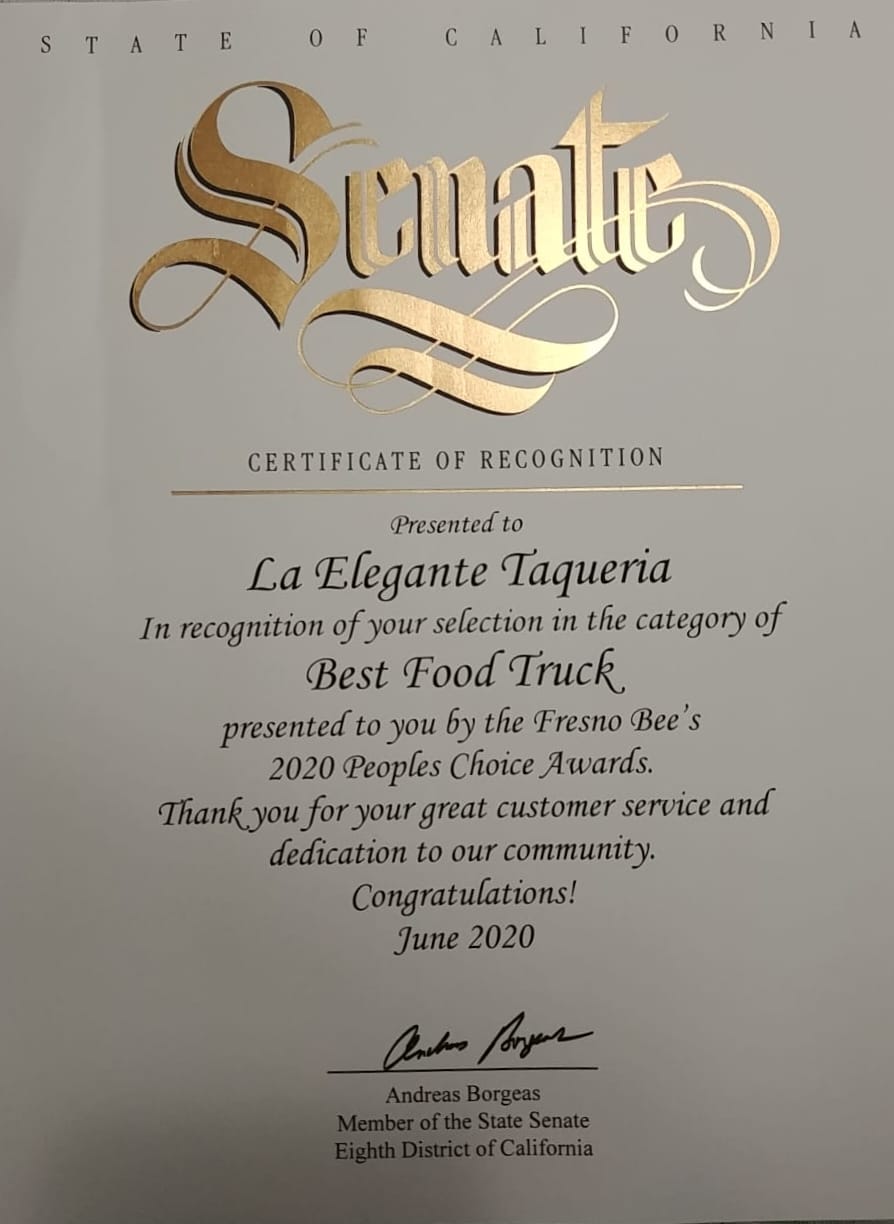 STATE OF CALIFORNIA
Senate
CERTIFICATE OF RECOGNITION
Presented to
La Elegante Taqueria
In recognition of your selection in the category of
Best Food Truck
presented to you by the Fresno Bee's
2020 Peoples Choice Awards.
Thank you for your great customer service and
dedication to our community.
Congratulations!
June 2020
Andreas Borgeas
Andreas Borgeas
Member of the State Senate
Eighth District of California